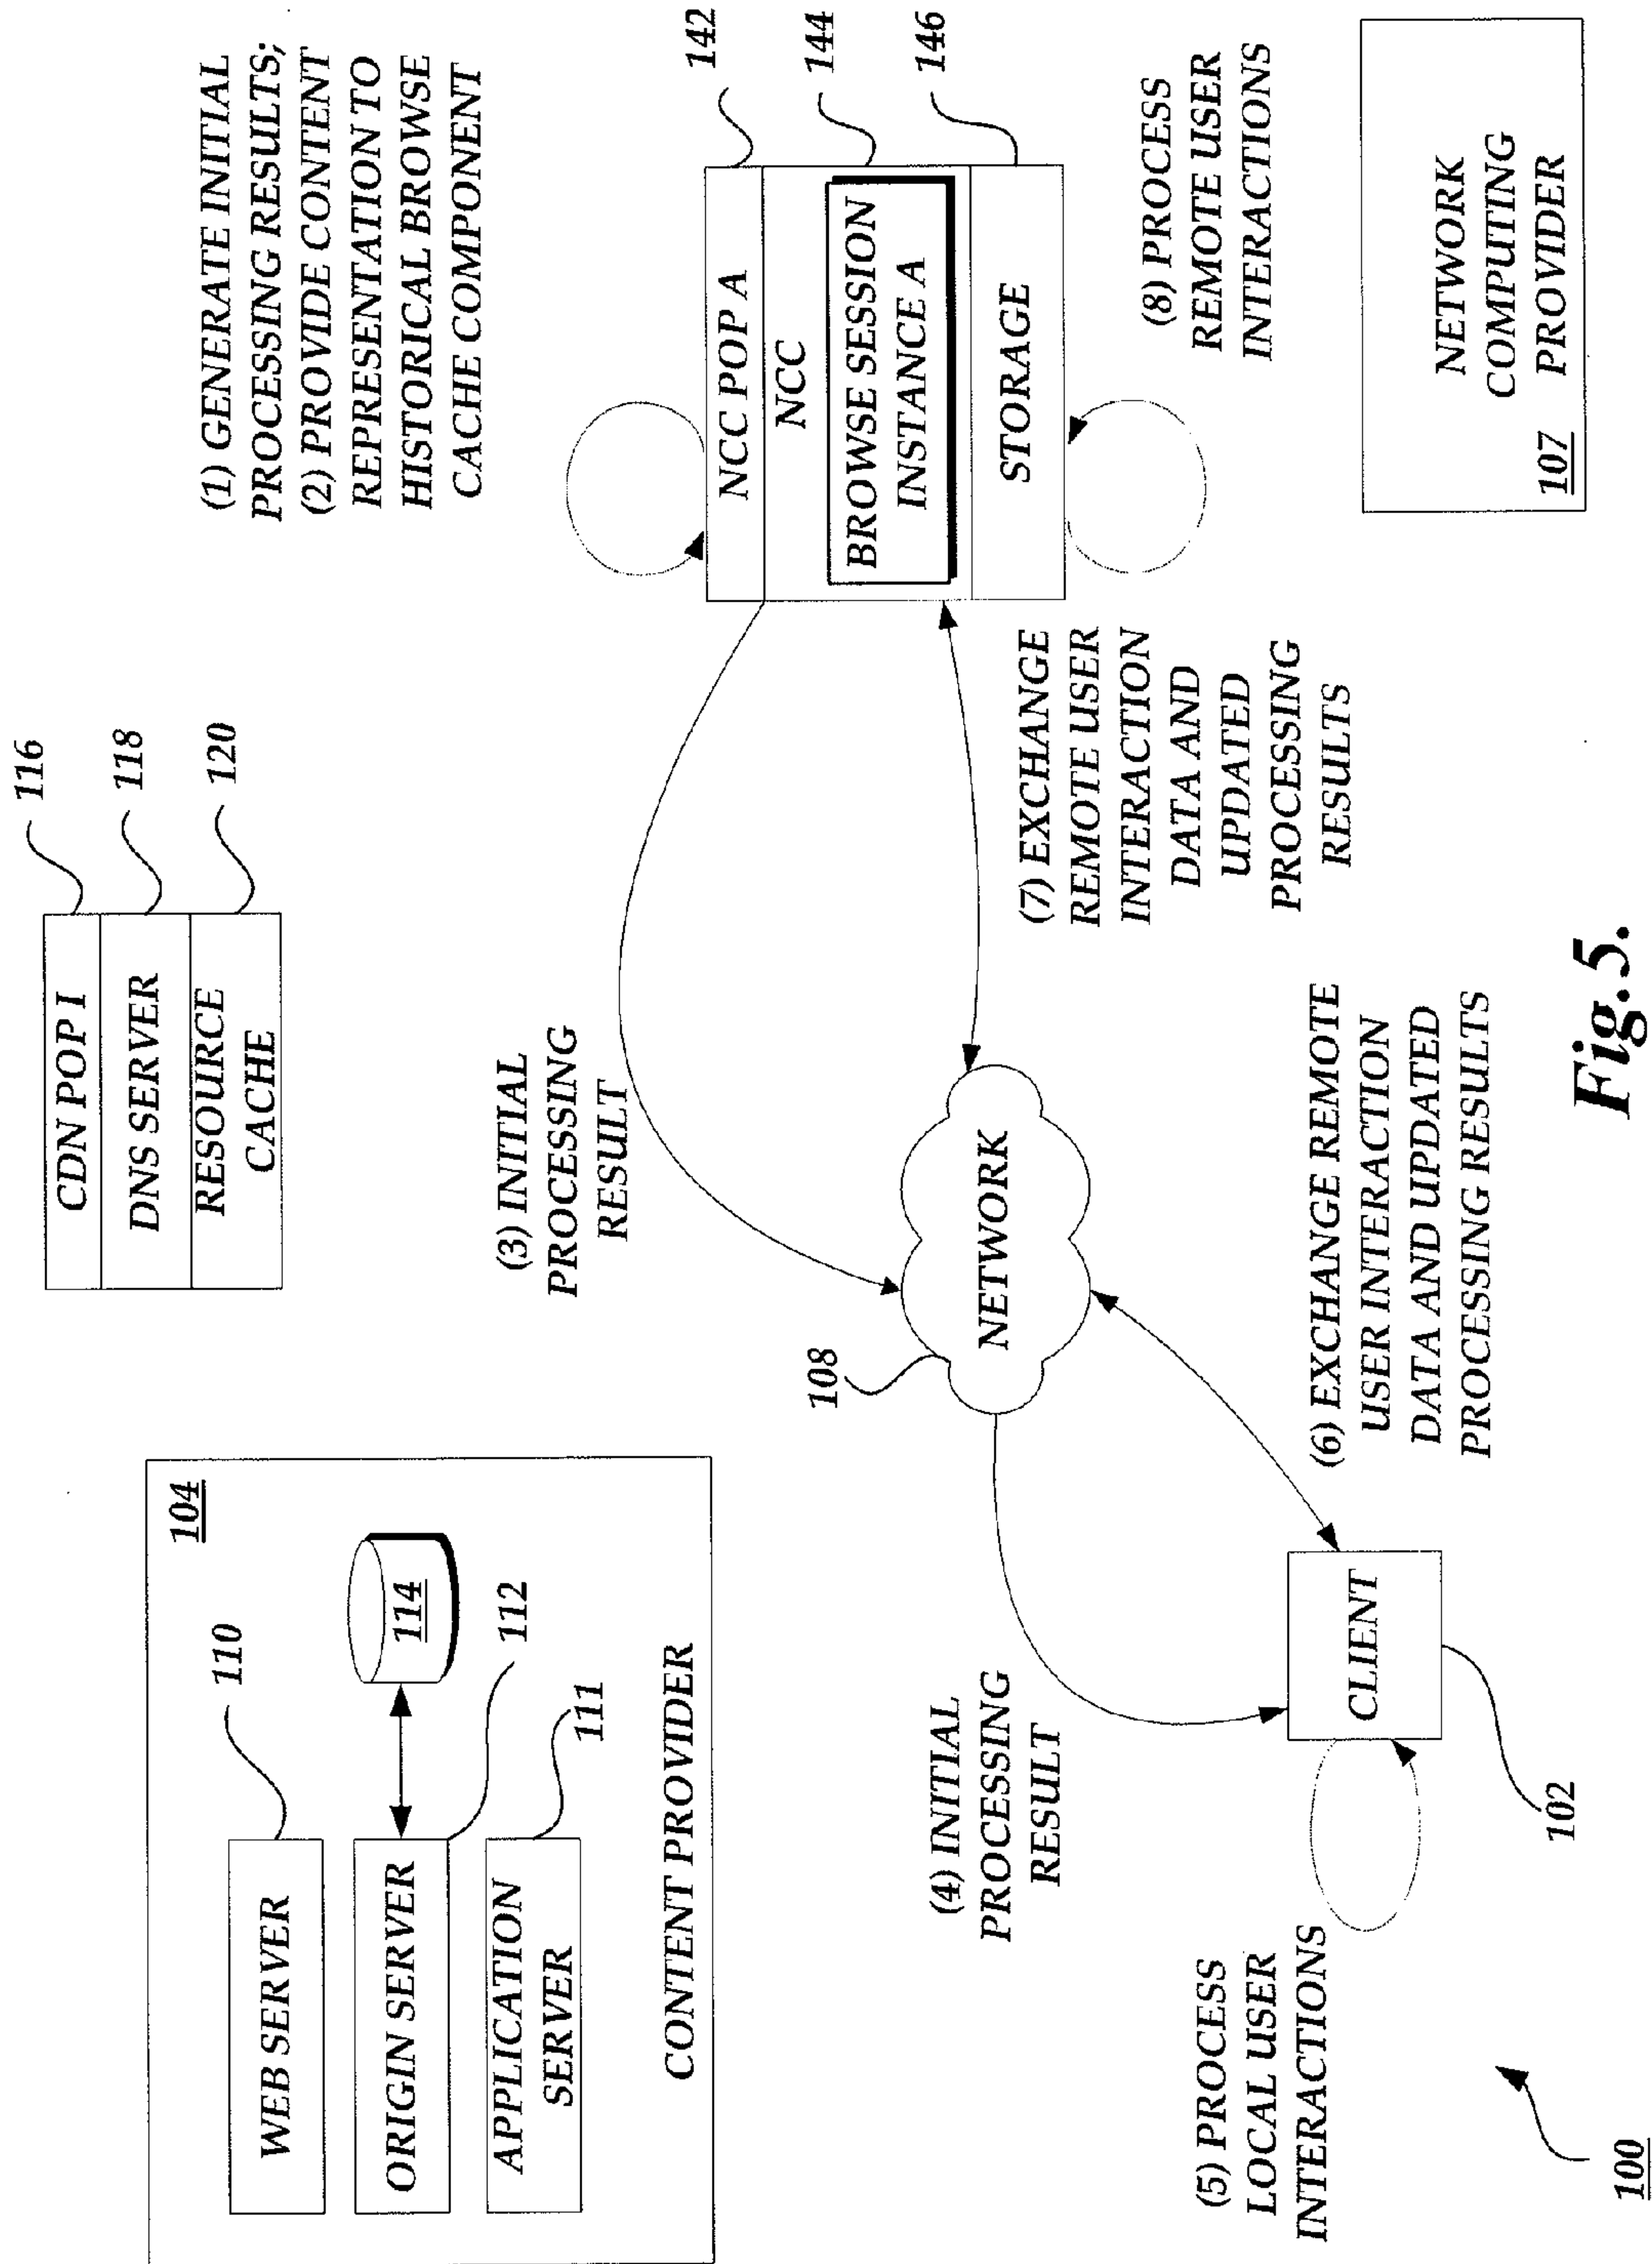 104
WEB SERVER
110
ORIGIN SERVER
114
112
APPLICATION
SERVER
111
CONTENT PROVIDER
CDN POP I
116
DNS SERVER
118
RESOURCE
CACHE
120
(1) GENERATE INITIAL
PROCESSING RESULTS;
(2) PROVIDE CONTENT
REPRESENTATION TO
HISTORICAL BROWSE
CACHE COMPONENT
(3) INITIAL
PROCESSING
RESULT
NCC POP A
142
NCC
144
BROWSE SESSION
INSTANCE A
STORAGE
146
108
NETWORK
(4) INITIAL
PROCESSING
RESULT
(7) EXCHANGE
REMOTE USER
INTERACTION
DATA AND
UPDATED
PROCESSING
RESULTS
(8) PROCESS
REMOTE USER
INTERACTIONS
(5) PROCESS
LOCAL USER
INTERACTIONS
CLIENT
102
(6) EXCHANGE REMOTE
USER INTERACTION
DATA AND UPDATED
PROCESSING RESULTS
NETWORK
COMPUTING
PROVIDER
107
100
Fig.5.